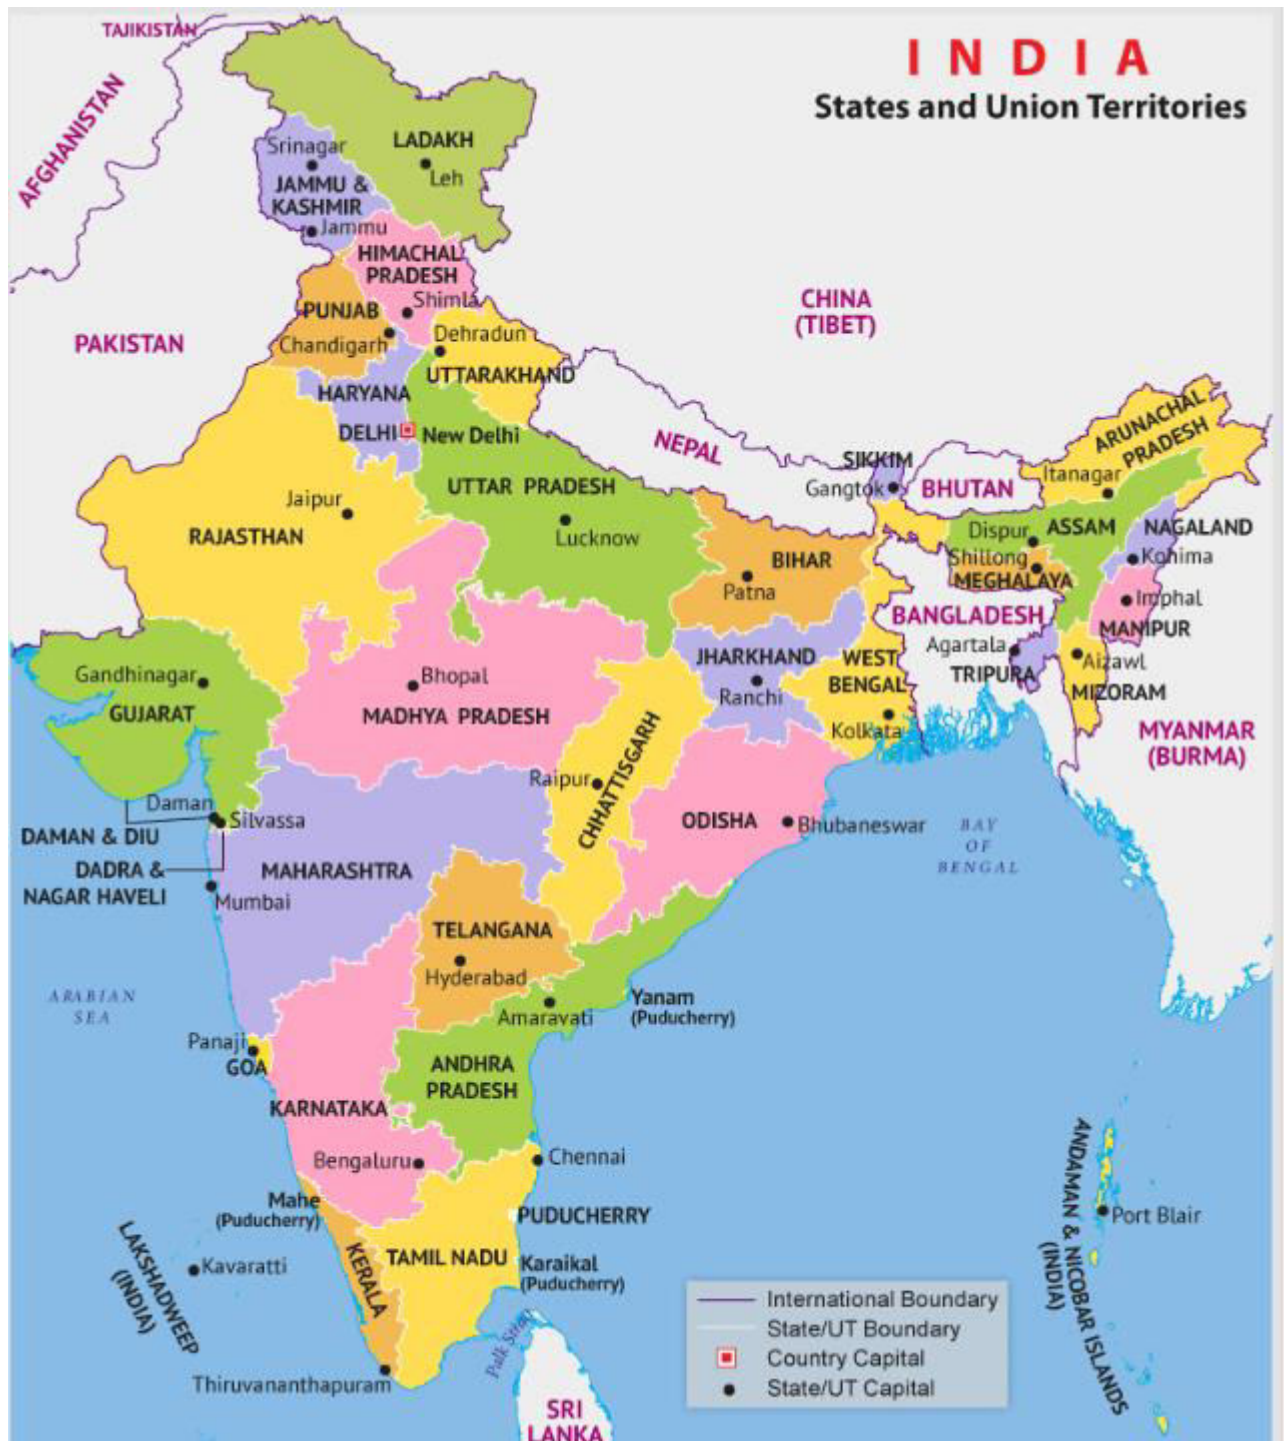 INDIA
States and Union Territories
TAJIKISTAN
AFGHANISTAN
PAKISTAN
CHINA
(TIBET)
NEPAL
BHUTAN
BANGLADESH
MYANMAR
(BURMA)
SRI
LANKA
LADAKH
Leh
Srinagar
JAMMU &
KASHMIR
Jammu
HIMACHAL
PRADESH
Shimla
PUNJAB
Chandigarh
Dehradun
UTTARAKHAND
HARYANA
DELHI
New Delhi
UTTAR PRADESH
Lucknow
Jaipur
RAJASTHAN
SIKKIM
Gangtok
ARUNACHAL
PRADESH
Itanagar
Dispur
ASSAM
NAGALAND
Kohima
Shillong
MEGHALAYA
Imphal
MANIPUR
Agartala
TRIPURA
Aizawl
MIZORAM
BIHAR
Patna
JHARKHAND
Ranchi
WEST
BENGAL
Kolkata
Gandhinagar
GUJARAT
Bhopal
MADHYA PRADESH
Raipur
CHHATTISGARH
ODISHA
Bhubaneswar
Daman
Silvassa
DAMAN & DIU
DADRA &
NAGAR HAVELI
MAHARASHTRA
Mumbai
TELANGANA
Hyderabad
Amaravati
Yanam
(Puducherry)
BAY
OF
BENGAL
ARABIAN
SEA
Panaji
GOA
KARNATAKA
ANDHRA
PRADESH
Bengaluru
Chennai
Mahe
(Puducherry)
PUDUCHERRY
KERALA
TAMIL NADU
Karaikal
(Puducherry)
LAKSHADWEEP
(INDIA)
Kavaratti
Thiruvananthapuram
Palk Strait
ANDAMAN & NICOBAR ISLANDS
(INDIA)
Port Blair
International Boundary
State/UT Boundary
Country Capital
State/UT Capital